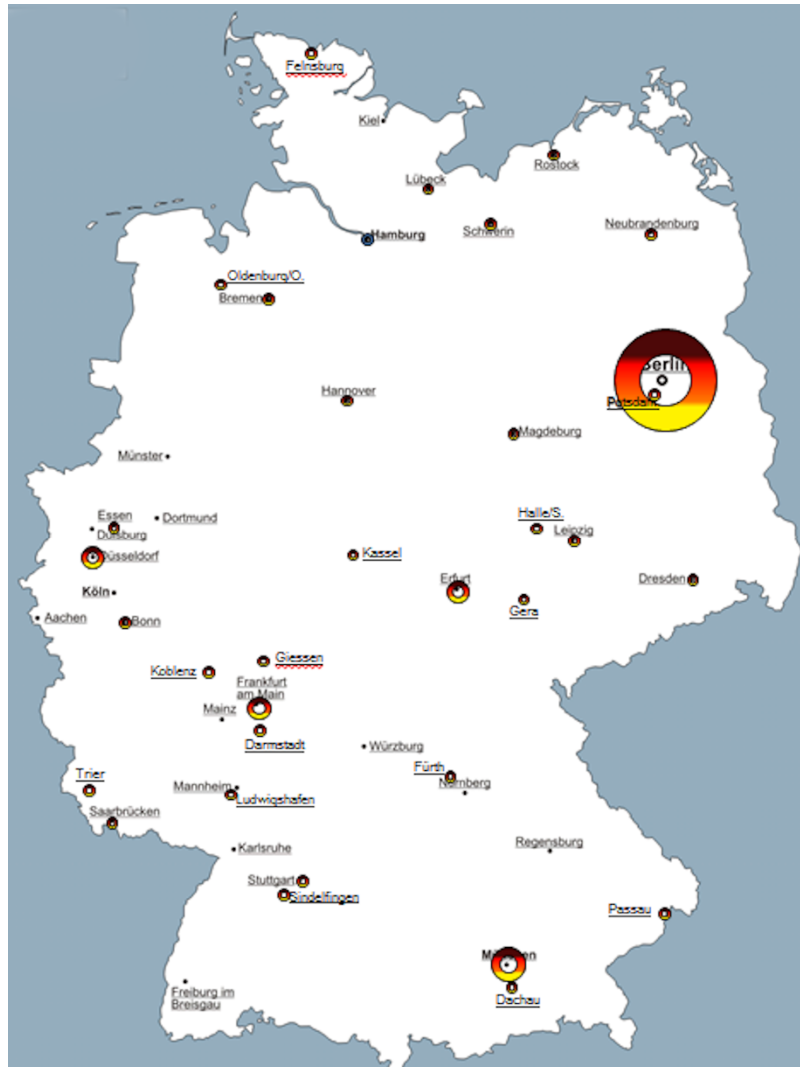 Felnsburg
Kiel
Rostock
Lübeck
Neubrandenburg
Schwerin
Hamburg
Oldenburg/O.
Bremen
Berlin
Potsdam
Hannover
Magdeburg
Münster
Essen
Dortmund
Halle/S.
Leipzig
Duisburg
Düsseldorf
Kassel
Erfurt
Dresden
Köln
Gera
Aachen
Bonn
Giessen
Koblenz
Frankfurt
am Main
Mainz
Darmstadt
Würzburg
Fürth
Trier
Nürnberg
Mannheim
Ludwigshafen
Saarbrücken
Regensburg
Karlsruhe
Stuttgart
Sindelfingen
Passau
München
Freiburg im
Breisgau
Dachau